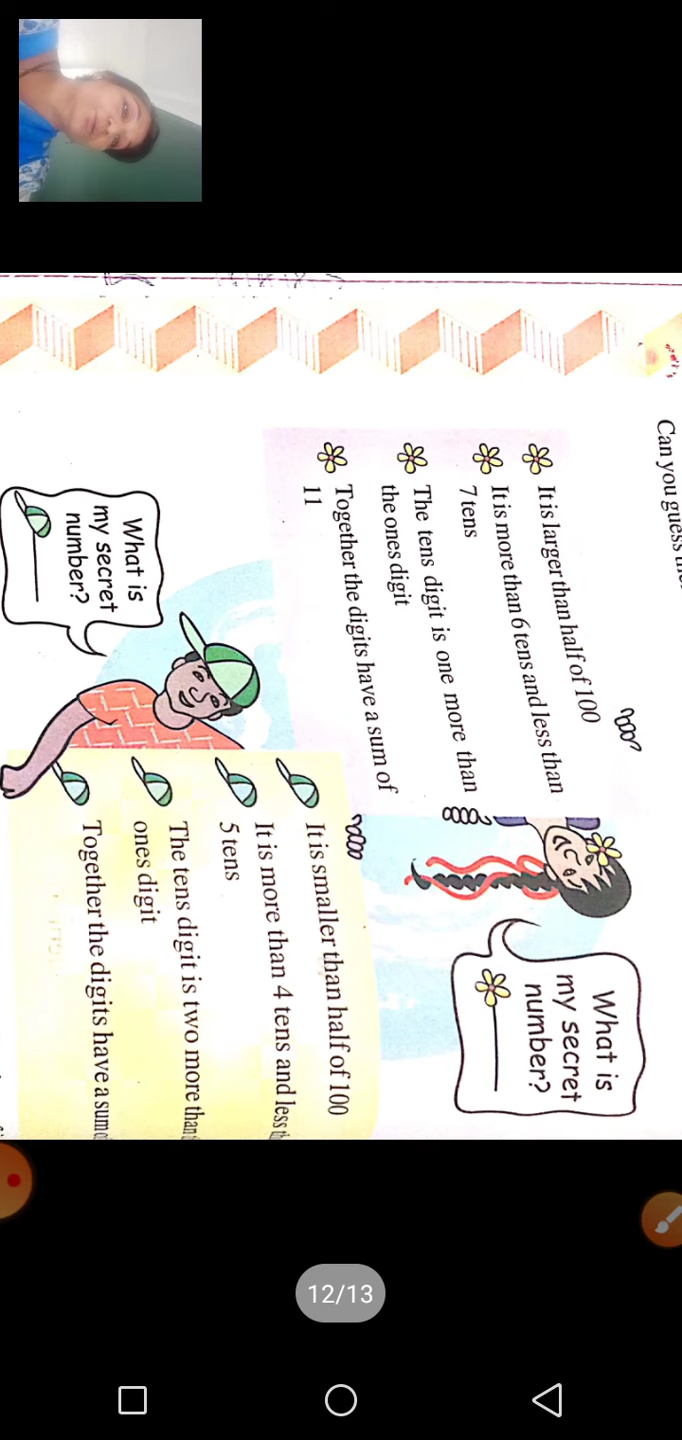 Can you guess
It is larger than half of 100
It is more than 6 tens and less than
7 tens
The tens digit is one more than
the ones digit
Together the digits have a sum of
11
What is
my secret
number?
It is smaller than half of 100
It is more than 4 tens and less
5 tens
The tens digit is two more than
ones digit
Together the digits have a sum
What is
my secret
number?
12/13